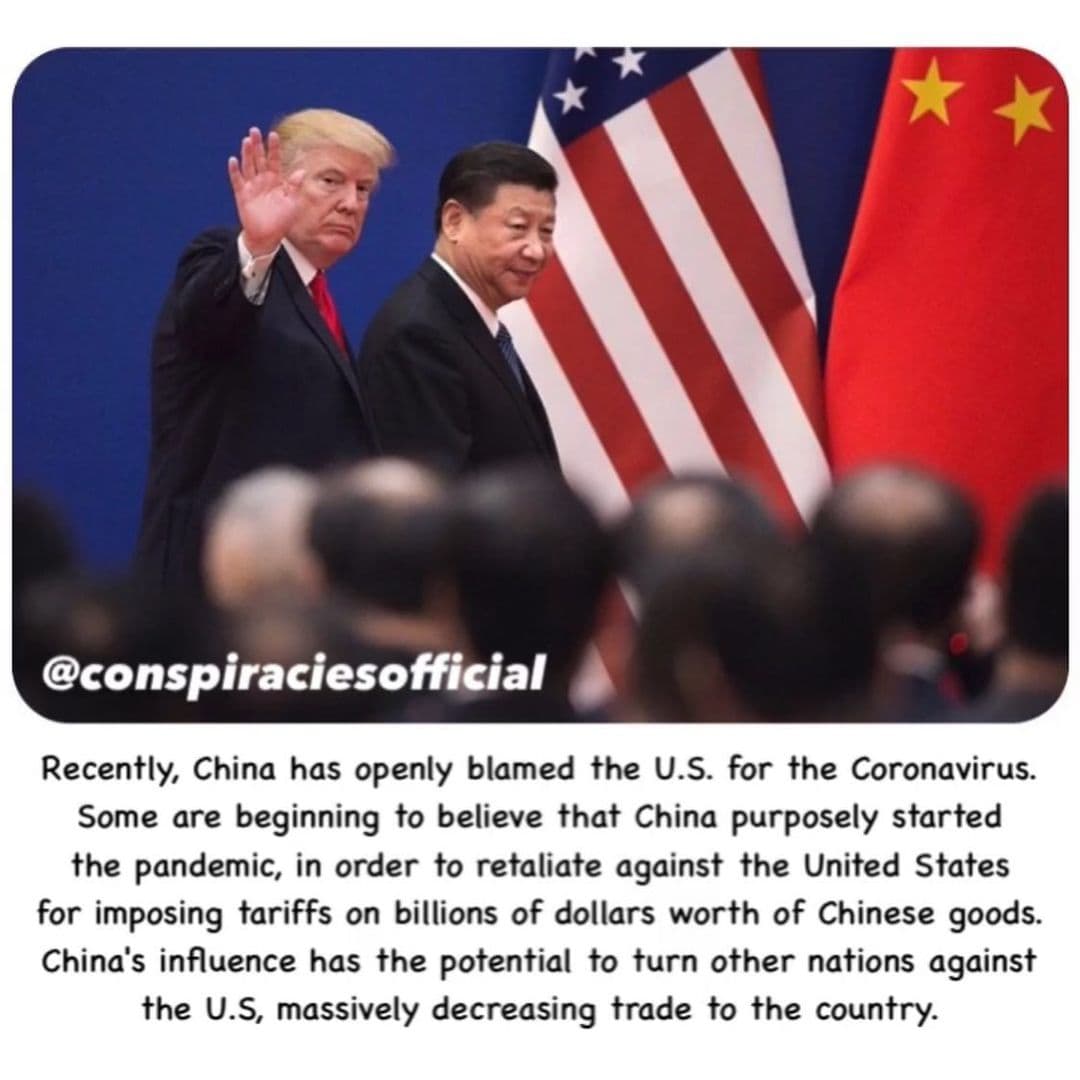 @conspiraciesofficial
Recently, China has openly blamed the U.S. for the Coronavirus.
Some are beginning to believe that China purposely started
the pandemic, in order to retaliate against the United States
for imposing tariffs on billions of dollars worth of Chinese goods.
China's influence has the potential to turn other nations against
the U.S, massively decreasing trade to the country.